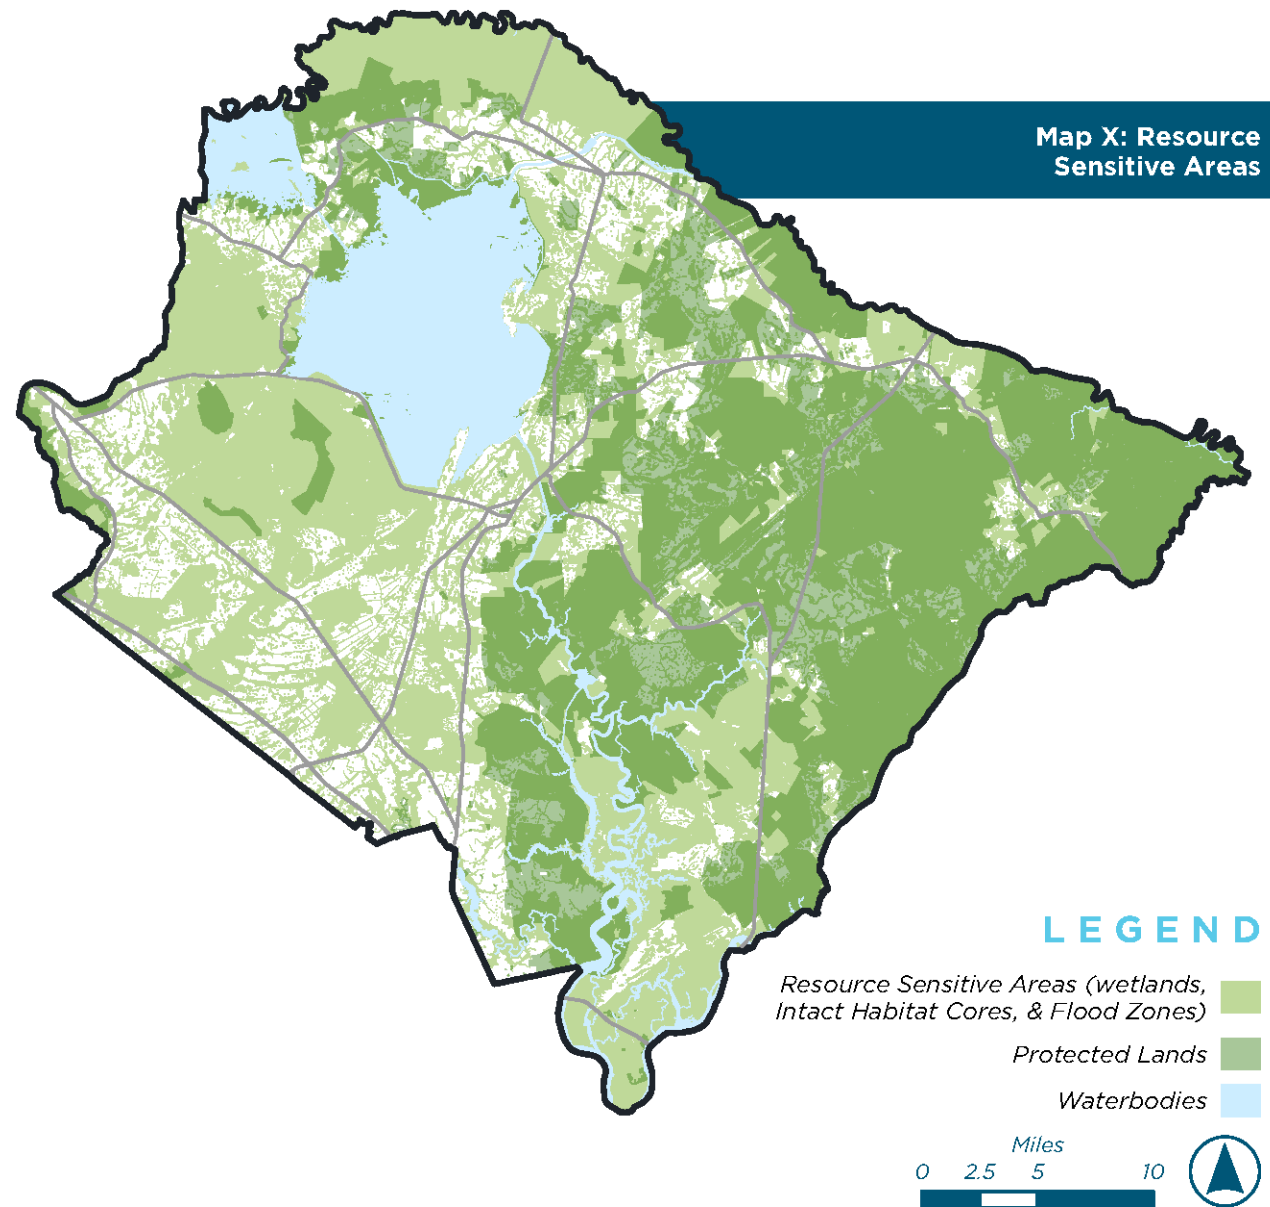 Map X: Resource
Sensitive Areas
LEGEND
Resource Sensitive Areas (wetlands,
Intact Habitat Cores, & Flood Zones)
Protected Lands
Waterbodies
Miles
0 2.5 5 10